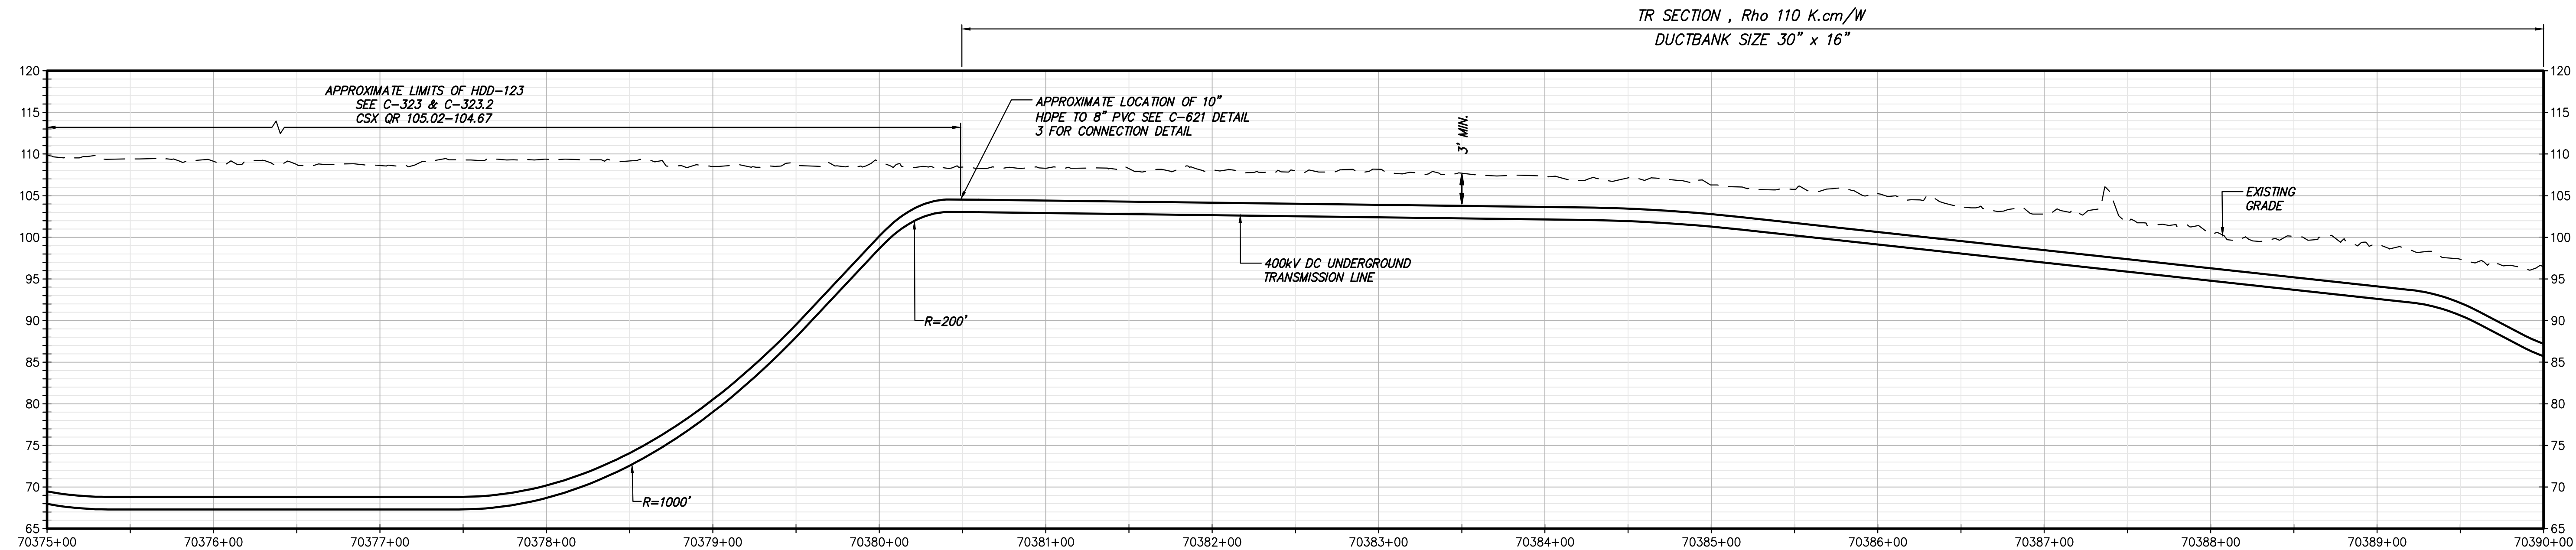 TR SECTION , Rho 110 K.cm/W
DUCTBANK SIZE 30" x 16"
120
115
110
105
100
95
90
85
80
75
70
65
APPROXIMATE LIMITS OF HDD-123
SEE C-323 & C-323.2
CSX QR 105.02-104.67
APPROXIMATE LOCATION OF 10"
HDPE TO 8" PVC SEE C-621 DETAIL
3 FOR CONNECTION DETAIL
3' MIN.
EXISTING
GRADE
400kV DC UNDERGROUND
TRANSMISSION LINE
R=200'
R=1000'
120
115
110
105
100
95
90
85
80
75
70
65
70375+00
70376+00
70377+00
70378+00
70379+00
70380+00
70381+00
70382+00
70383+00
70384+00
70385+00
70386+00
70387+00
70388+00
70389+00
70390+00